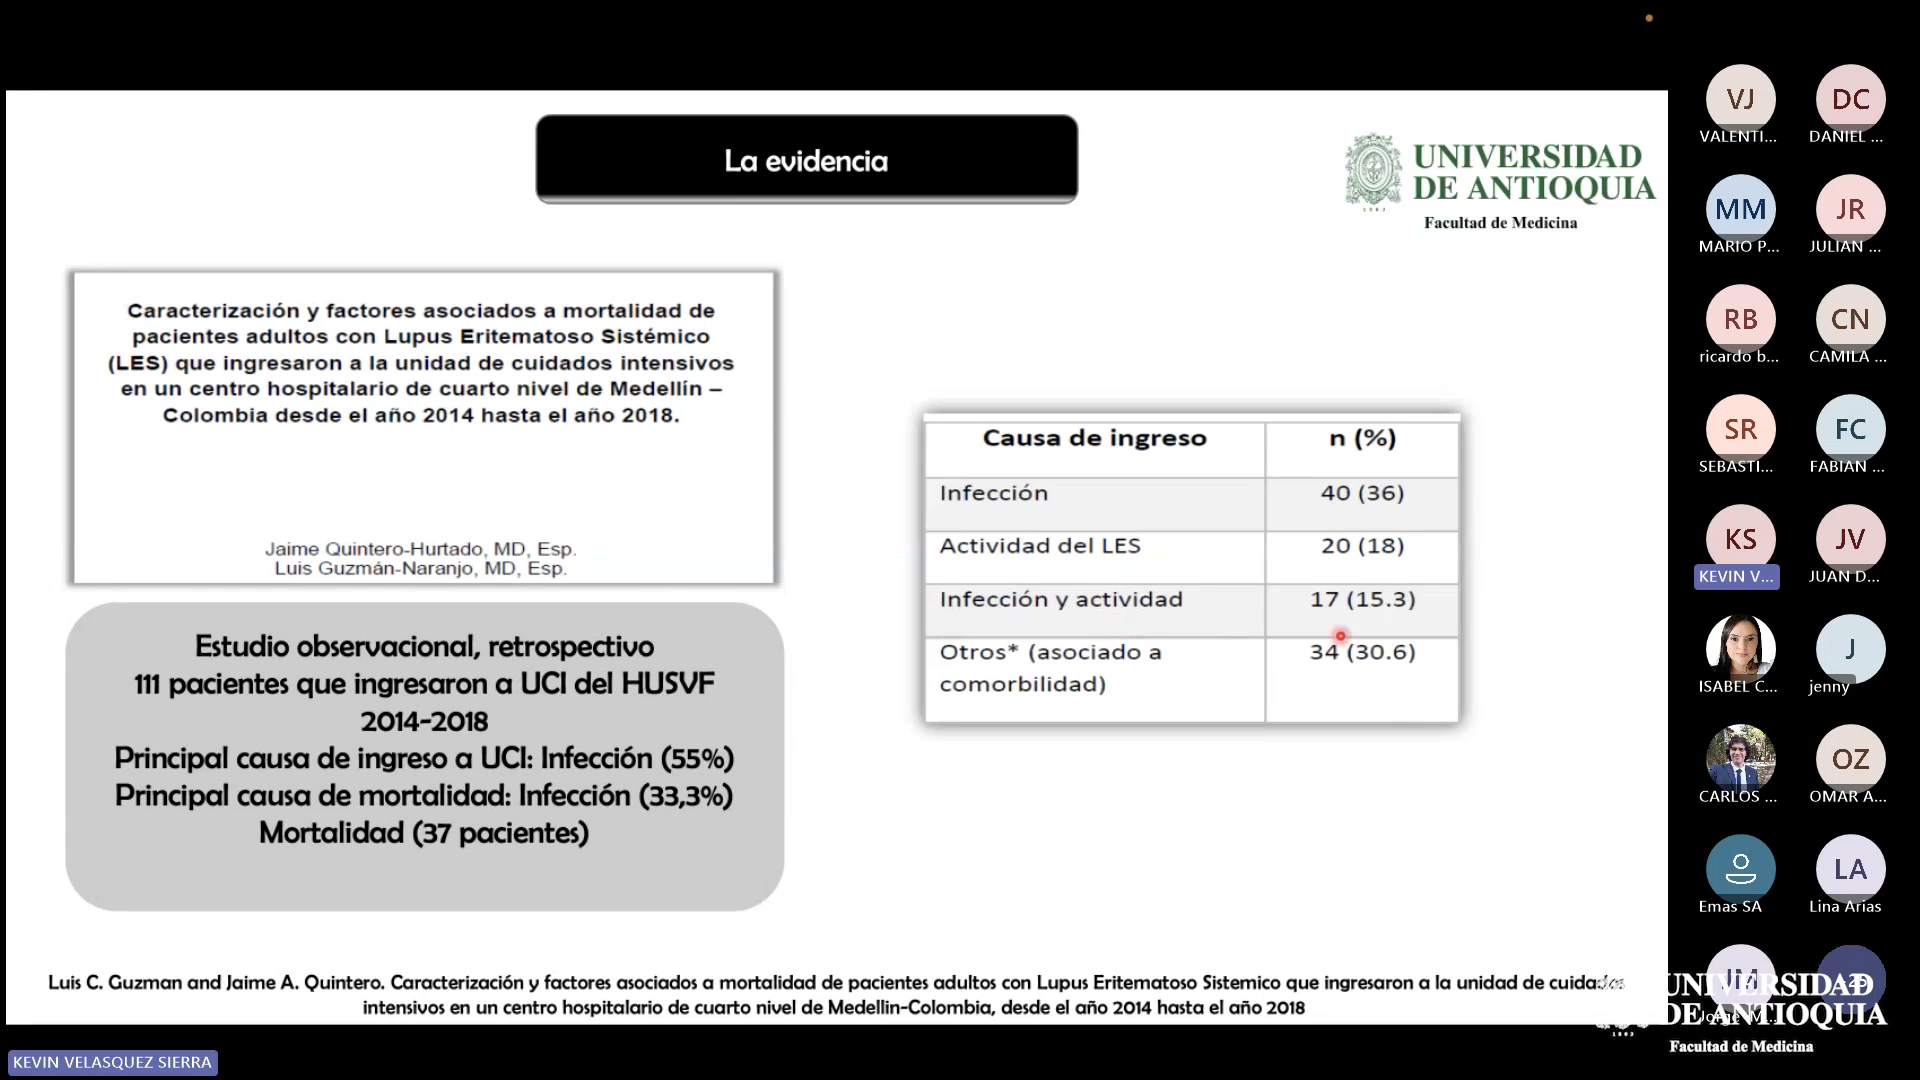 La evidencia
UNIVERSIDAD
DE ANTIOQUIA
1803
Facultad de Medicina
Caracterización y factores asociados a mortalidad de
pacientes adultos con Lupus Eritematoso Sistémico
(LES) que ingresaron a la unidad de cuidados intensivos
en un centro hospitalario de cuarto nivel de Medellín –
Colombia desde el año 2014 hasta el año 2018.
Jaime Quintero-Hurtado, MD, Esp.
Luis Guzmán-Naranjo, MD, Esp.
Estudio observacional, retrospectivo
111 pacientes que ingresaron a UCI del HUSVF
2014-2018
Principal causa de ingreso a UCI: Infección (55%)
Principal causa de mortalidad: Infección (33,3%)
Mortalidad (37 pacientes)
Causa de ingreso n (%)
Infección 40 (36)
Actividad del LES 20 (18)
Infección y actividad 17 (15.3)
Otros* (asociado a 34 (30.6)
comorbilidad)
Luis C. Guzman and Jaime A. Quintero. Caracterización y factores asociados a mortalidad de pacientes adultos con Lupus Eritematoso Sistemico que ingresaron a la unidad de cuidados
intensivos en un centro hospitalario de cuarto nivel de Medellin-Colombia, desde el año 2014 hasta el año 2018
VJ DC
VALENTI... DANIEL ...
MM JR
MARIO P... JULIAN ...
RB CN
ricardo b... CAMILA ...
SR FC
SEBASTI... FABIAN ...
KS JV
KEVIN V... JUAN D...
J
ISABEL C... jenny
OZ
CARLOS ... OMAR A...
LA
Emas SA Lina Arias
JM
UNIVERSIDAD
DE ANTIOQUIA
1803
Facultad de Medicina
KEVIN VELASQUEZ SIERRA